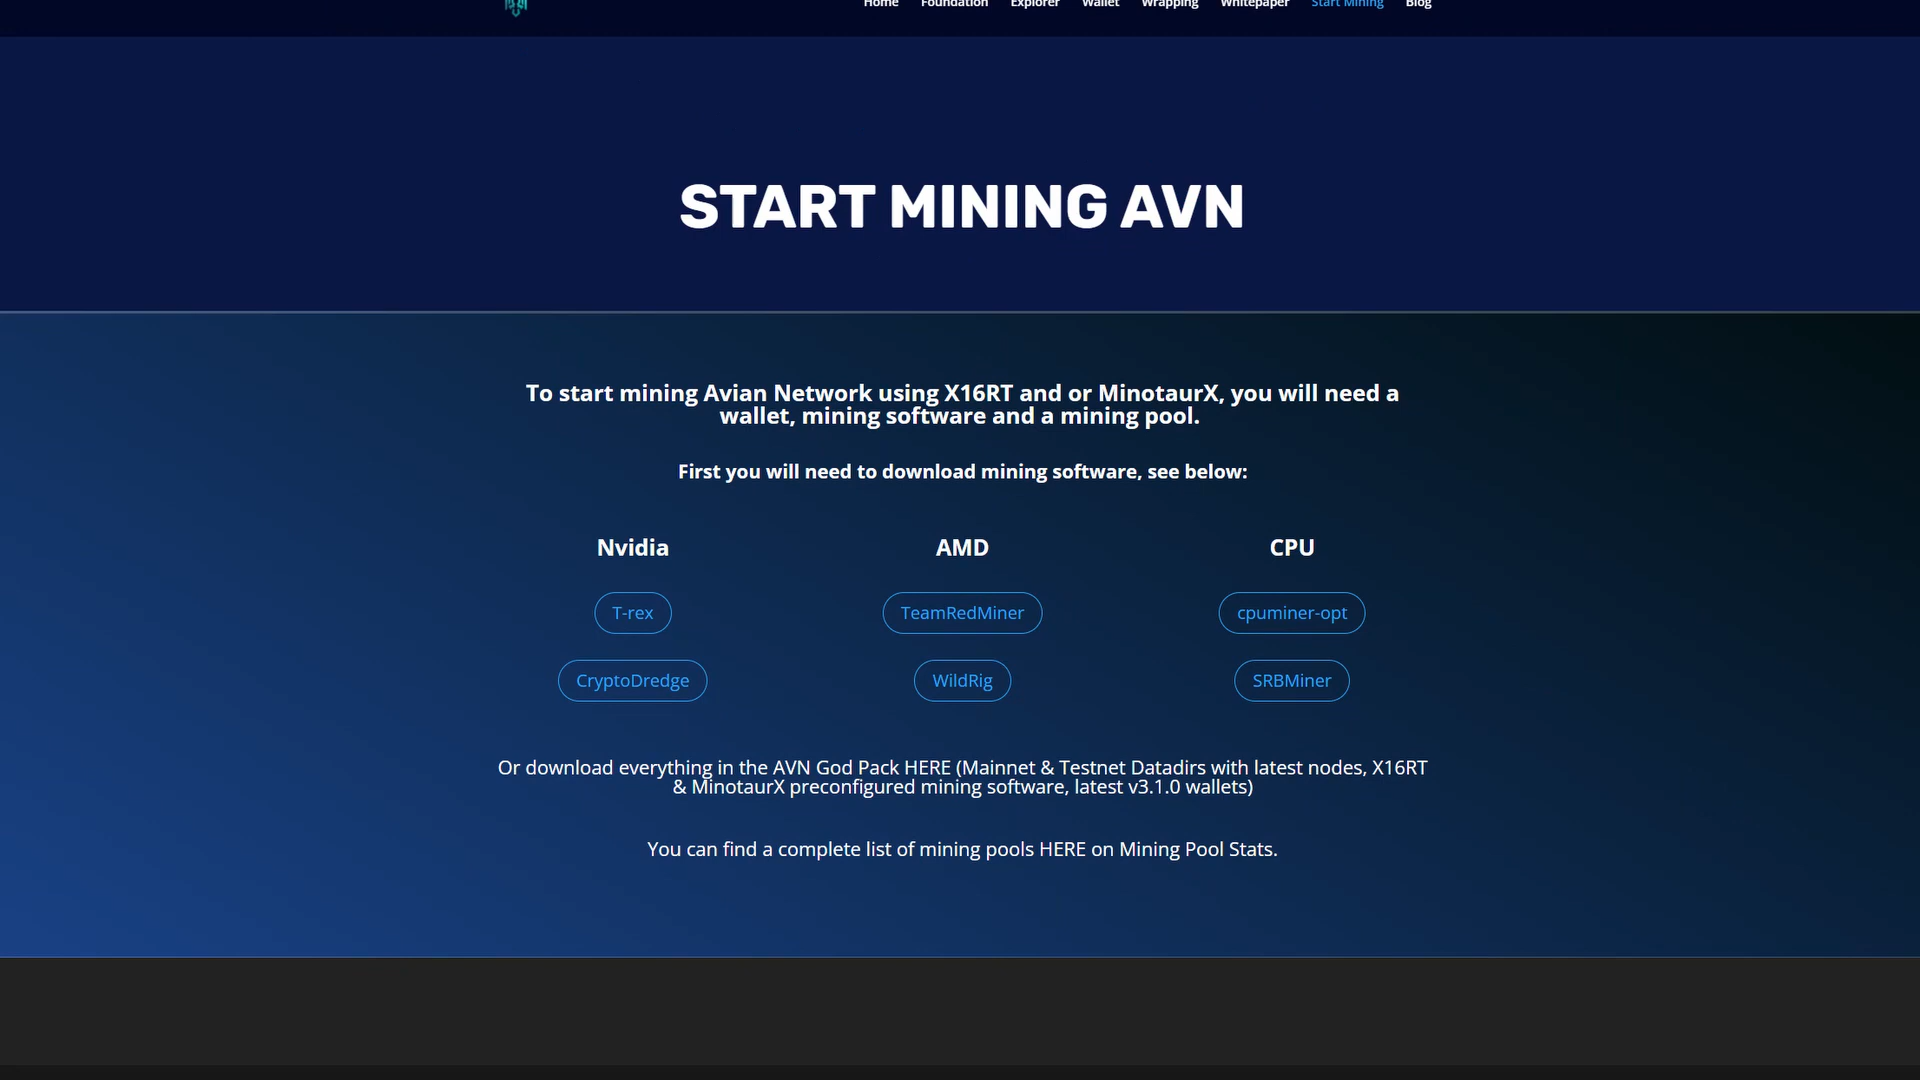 Home Foundation Explorer Wallet Wrapping Whitepaper Start Mining Blog
START MINING AVN
To start mining Avian Network using X16RT and or MinotaurX, you will need a
wallet, mining software and a mining pool.
First you will need to download mining software, see below:
Nvidia AMD CPU
T-rex TeamRedMiner cpuminer-opt
CryptoDredge WildRig SRBMiner
Or download everything in the AVN God Pack HERE (Mainnet & Testnet Datadirs with latest nodes, X16RT
& MinotaurX preconfigured mining software, latest v3.1.0 wallets)
You can find a complete list of mining pools HERE on Mining Pool Stats.